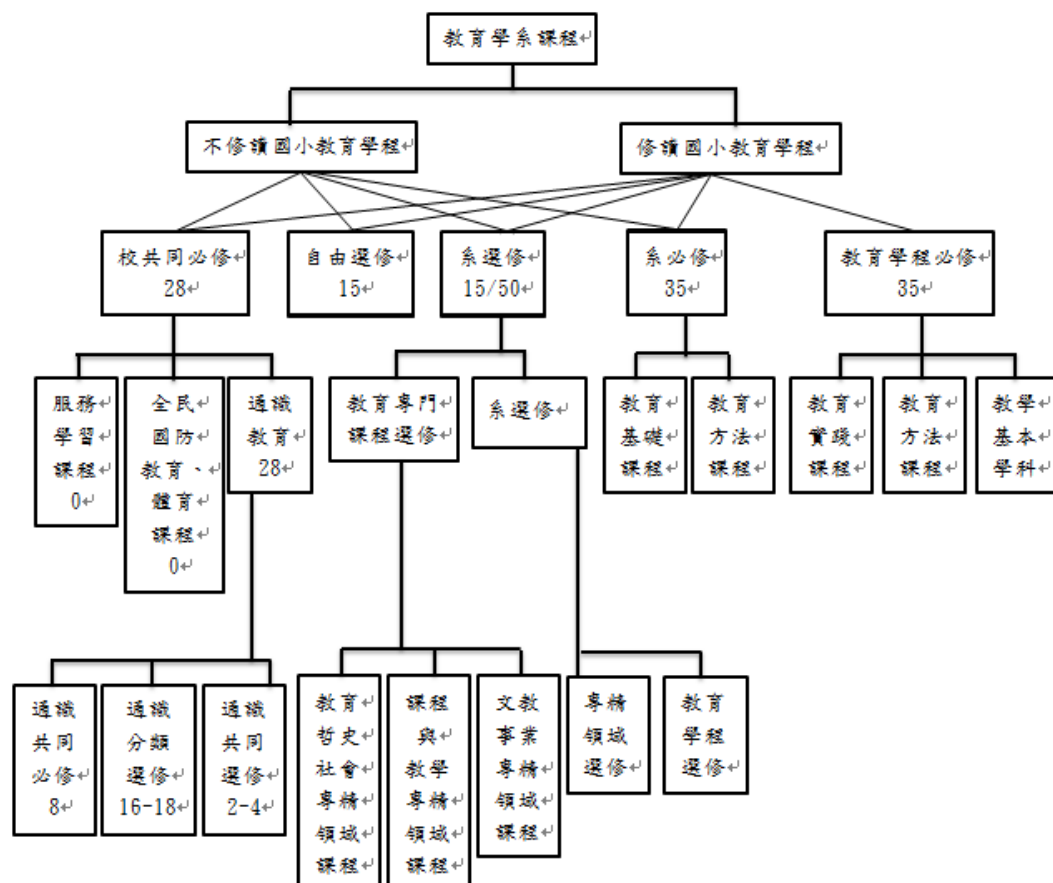 教育學系課程
不修讀國小教育學程
修讀國小教育學程
校共同必修
28
自由選修
15
系選修
15/50
系必修
35
教育學程必修
35
服務
學習
課程
0
全民
國防
教育、
體育
課程
0
通識
教育
28
教育專門
課程選修
系選修
教育
基礎
課程
教育
方法
課程
教育
實踐
課程
教育
方法
課程
教學
基本
學科
通識
共同
必修
8
通識
分類
選修
16-18
通識
共同
選修
2-4
教育
哲史
社會
專精
領域
課程
課程
與
教學
專精
領域
課程
文教
事業
專精
領域
課程
專精
領域
選修
教育
學程
選修